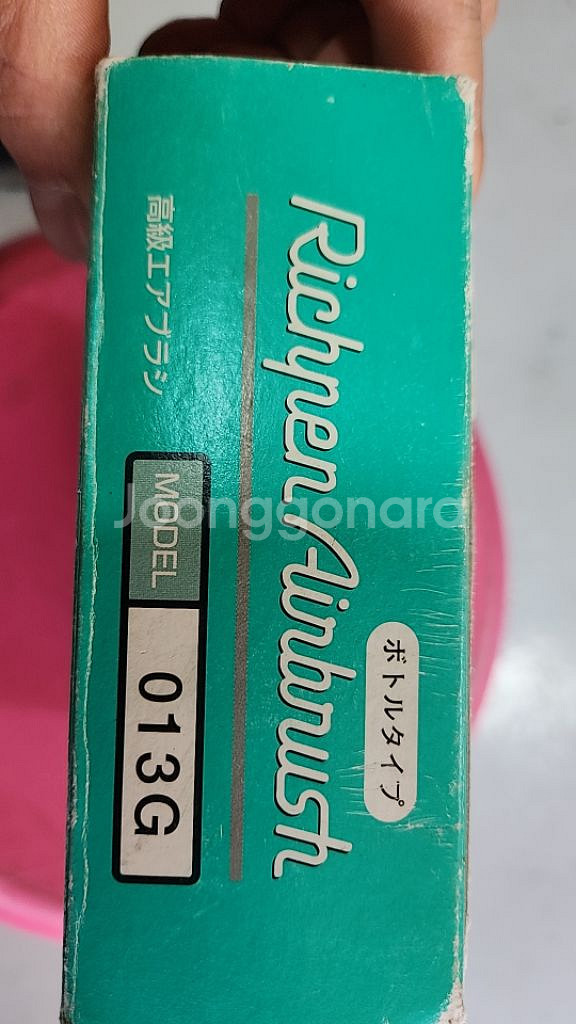 ボトルタイプ
Richpen Airbrush
高級エアブラシ
MODEL 013G
Joonggonara